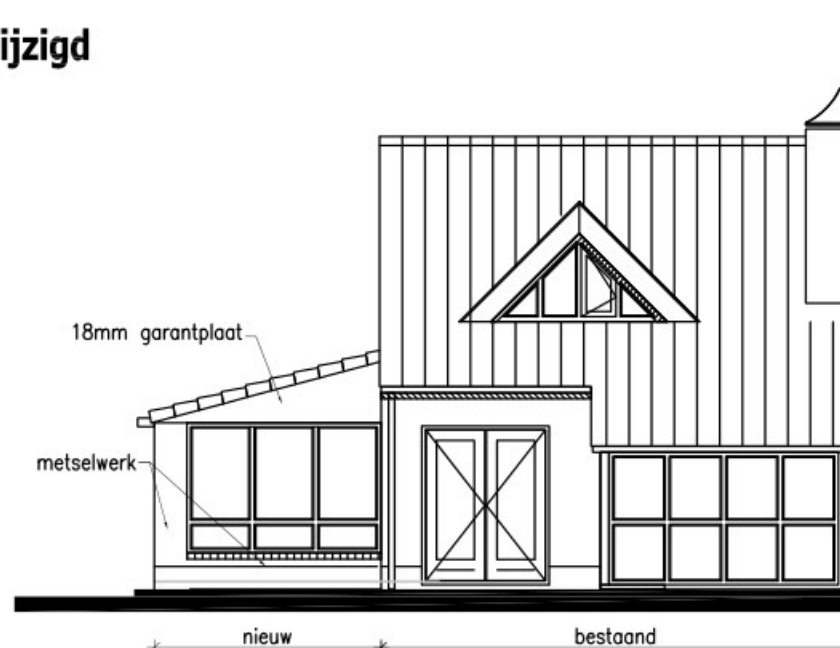 ijzigd
18mm garantplaat
metselwerk
nieuw
bestaand